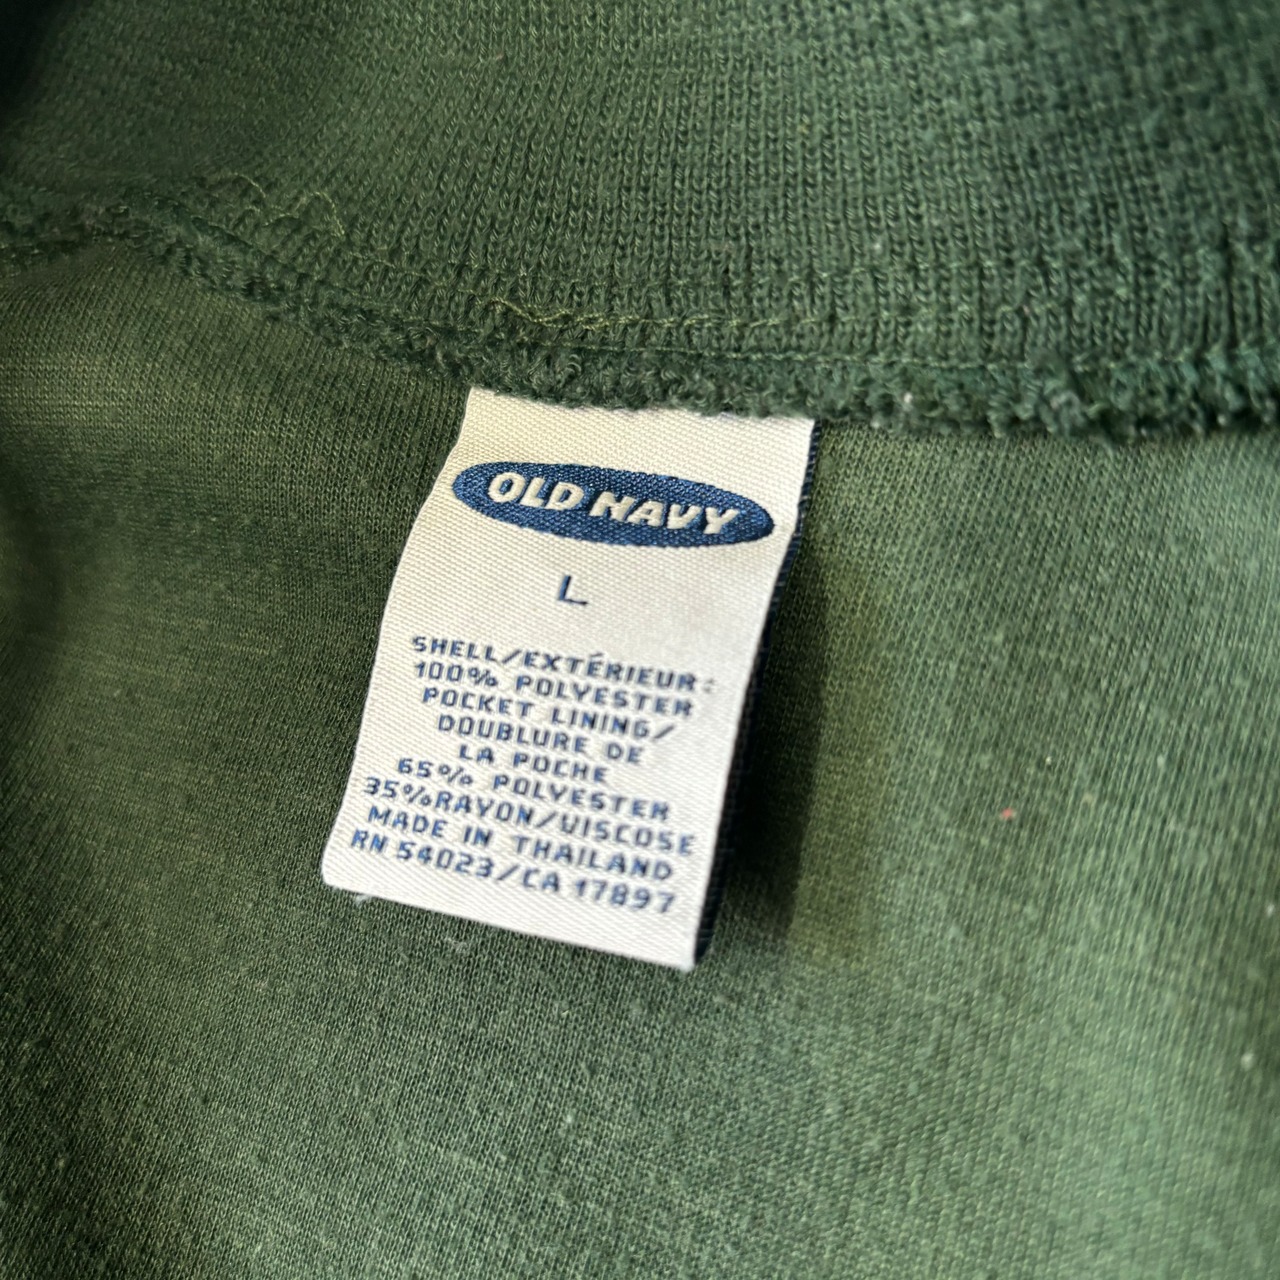 OLD NAVY
L
SHELL/EXTÉRIEUR:
100% POLYESTER
POCKET LINING/
DOUBLURE DE
LA POCHE
65% POLYESTER
35%RAYON/VISCOSE
MADE IN THAILAND
RN 54023/CA 17897